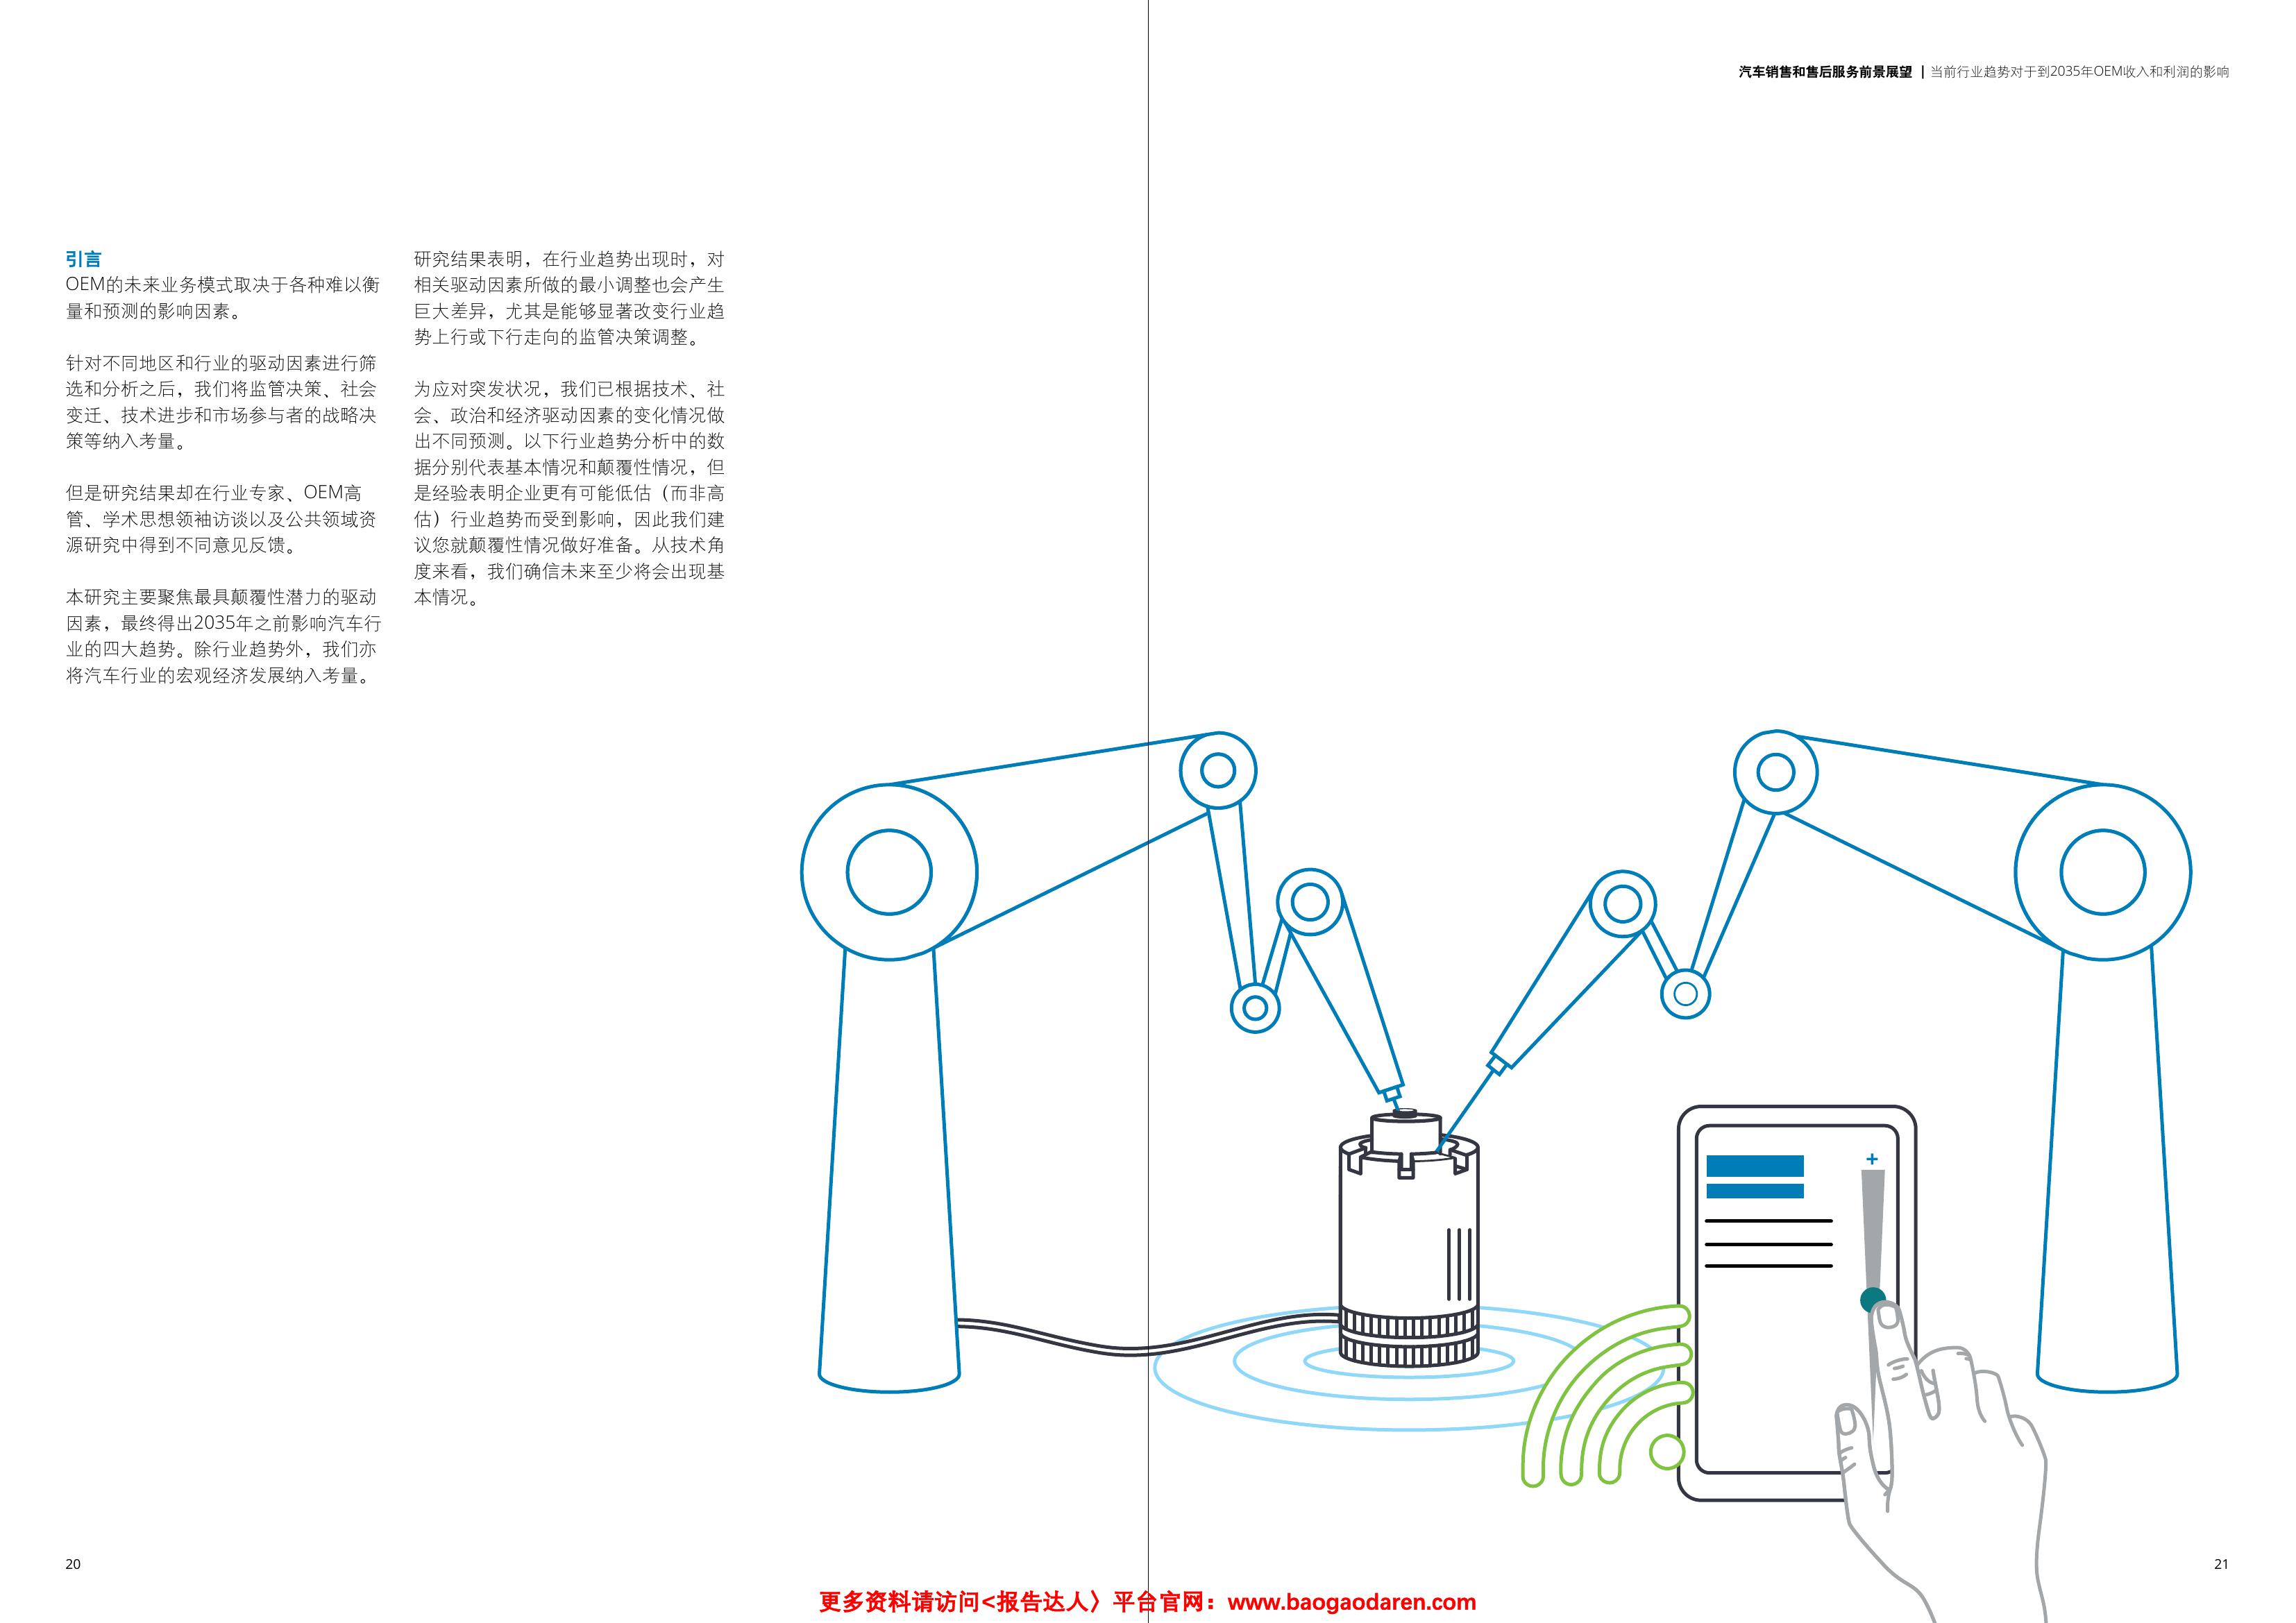 汽车销售和售后服务前景展望 | 当前行业趋势对于到2035年OEM收入和利润的影响
引言
OEM的未来业务模式取决于各种难以衡
量和预测的影响因素。
针对不同地区和行业的驱动因素进行筛
选和分析之后，我们将监管决策、社会
变迁、技术进步和市场参与者的战略决
策等纳入考量。
但是研究结果却在行业专家、OEM高
管、学术思想领袖访谈以及公共领域资
源研究中得到不同意见反馈。
本研究主要聚焦最具颠覆性潜力的驱动
因素，最终得出2035年之前影响汽车行
业的四大趋势。除行业趋势外，我们亦
将汽车行业的宏观经济发展纳入考量。
研究结果表明，在行业趋势出现时，对
相关驱动因素所做的最小调整也会产生
巨大差异，尤其是能够显著改变行业趋
势上行或下行走向的监管决策调整。
为应对突发状况，我们已根据技术、社
会、政治和经济驱动因素的变化情况做
出不同预测。以下行业趋势分析中的数
据分别代表基本情况和颠覆性情况，但
是经验表明企业更有可能低估（而非高
估）行业趋势而受到影响，因此我们建
议您就颠覆性情况做好准备。从技术角
度来看，我们确信未来至少将会出现基
本情况。
+
20
21
更多资料请访问<报告达人〉平台官网：www.baogaodaren.com